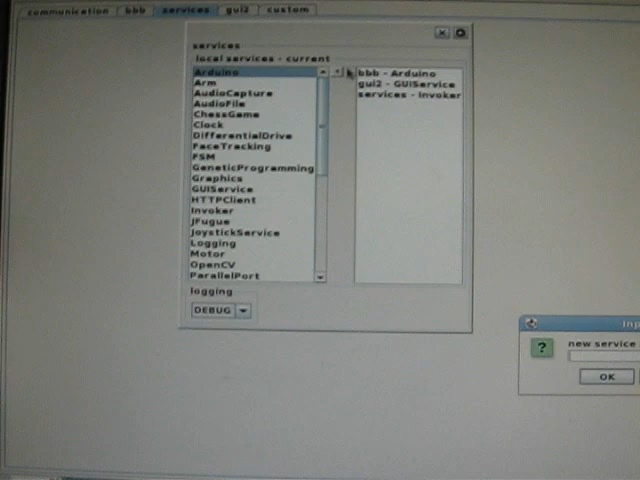 communication bbb services gui2 custom
services
local services - current
Arduino
Arm
AudioCapture
AudioFile
ChessGame
Clock
DifferentialDrive
FaceTracking
FSM
GeneticProgramming
Graphics
GUIService
HTTPClient
Invoker
JFugue
JoystickService
Logging
Motor
OpenCV
ParallelPort
bbb - Arduino
gui2 - GUIService
services - Invoker
logging
DEBUG
Inp
? new service
OK